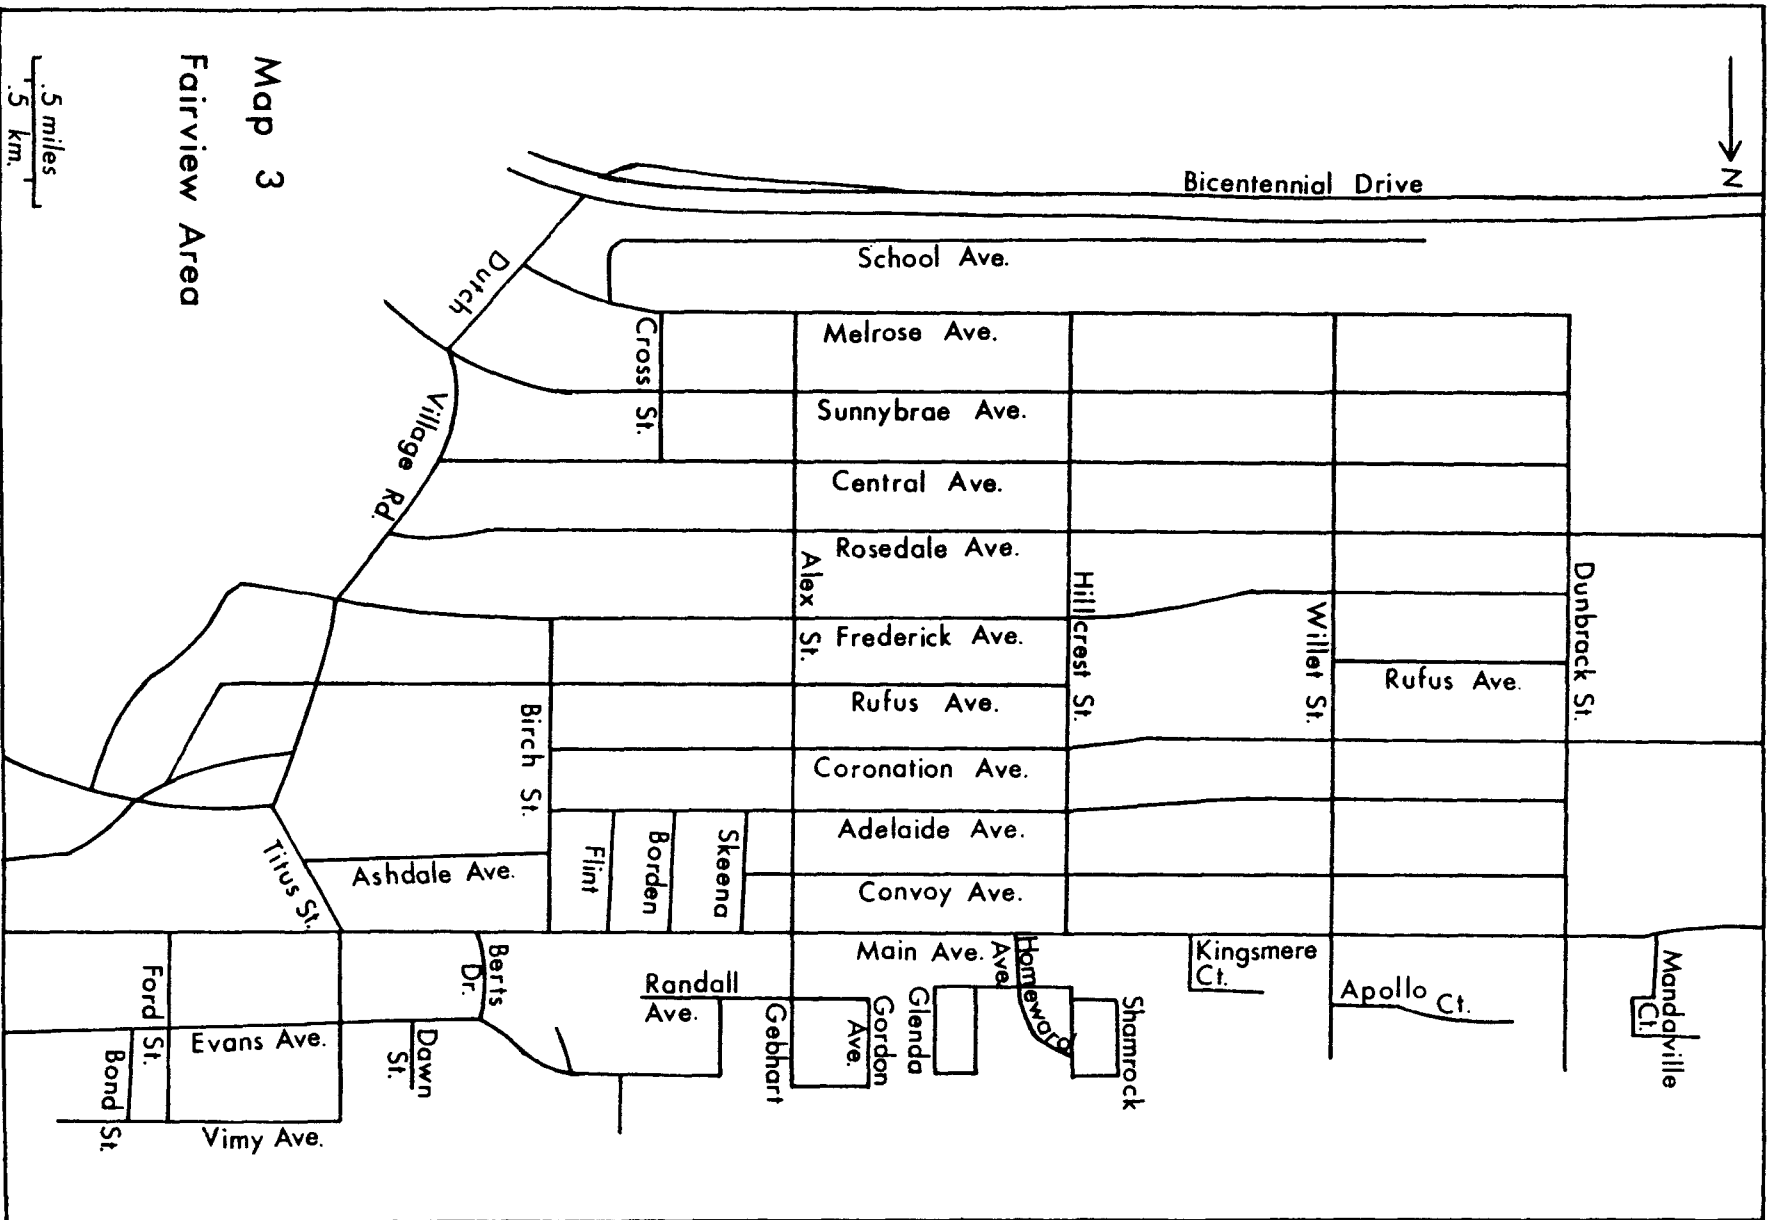 Map 3
Fairview Area
.5 miles
.5 km.
N
Bicentennial Drive
School Ave.
Dutch
Village Rd.
Melrose Ave.
Cross St.
Sunnybrae Ave.
Central Ave.
Rosedale Ave.
Alex St.
Hillcrest St.
Willet St.
Dunbrack St.
Frederick Ave.
Rufus Ave.
Rufus Ave.
Birch St.
Coronation Ave.
Adelaide Ave.
Flint
Borden
Skeena
Convoy Ave.
Titus St.
Ashdale Ave.
Main Ave.
Homeward
Ave.
Kingsmere
Ct.
Apollo Ct.
Mandaville
Ct.
Berts
Dr.
Randall
Ave.
Gebhart
Gordon
Ave.
Glenda
Shamrock
Ford St.
Evans Ave.
Dawn
St.
Bond St.
Vimy Ave.